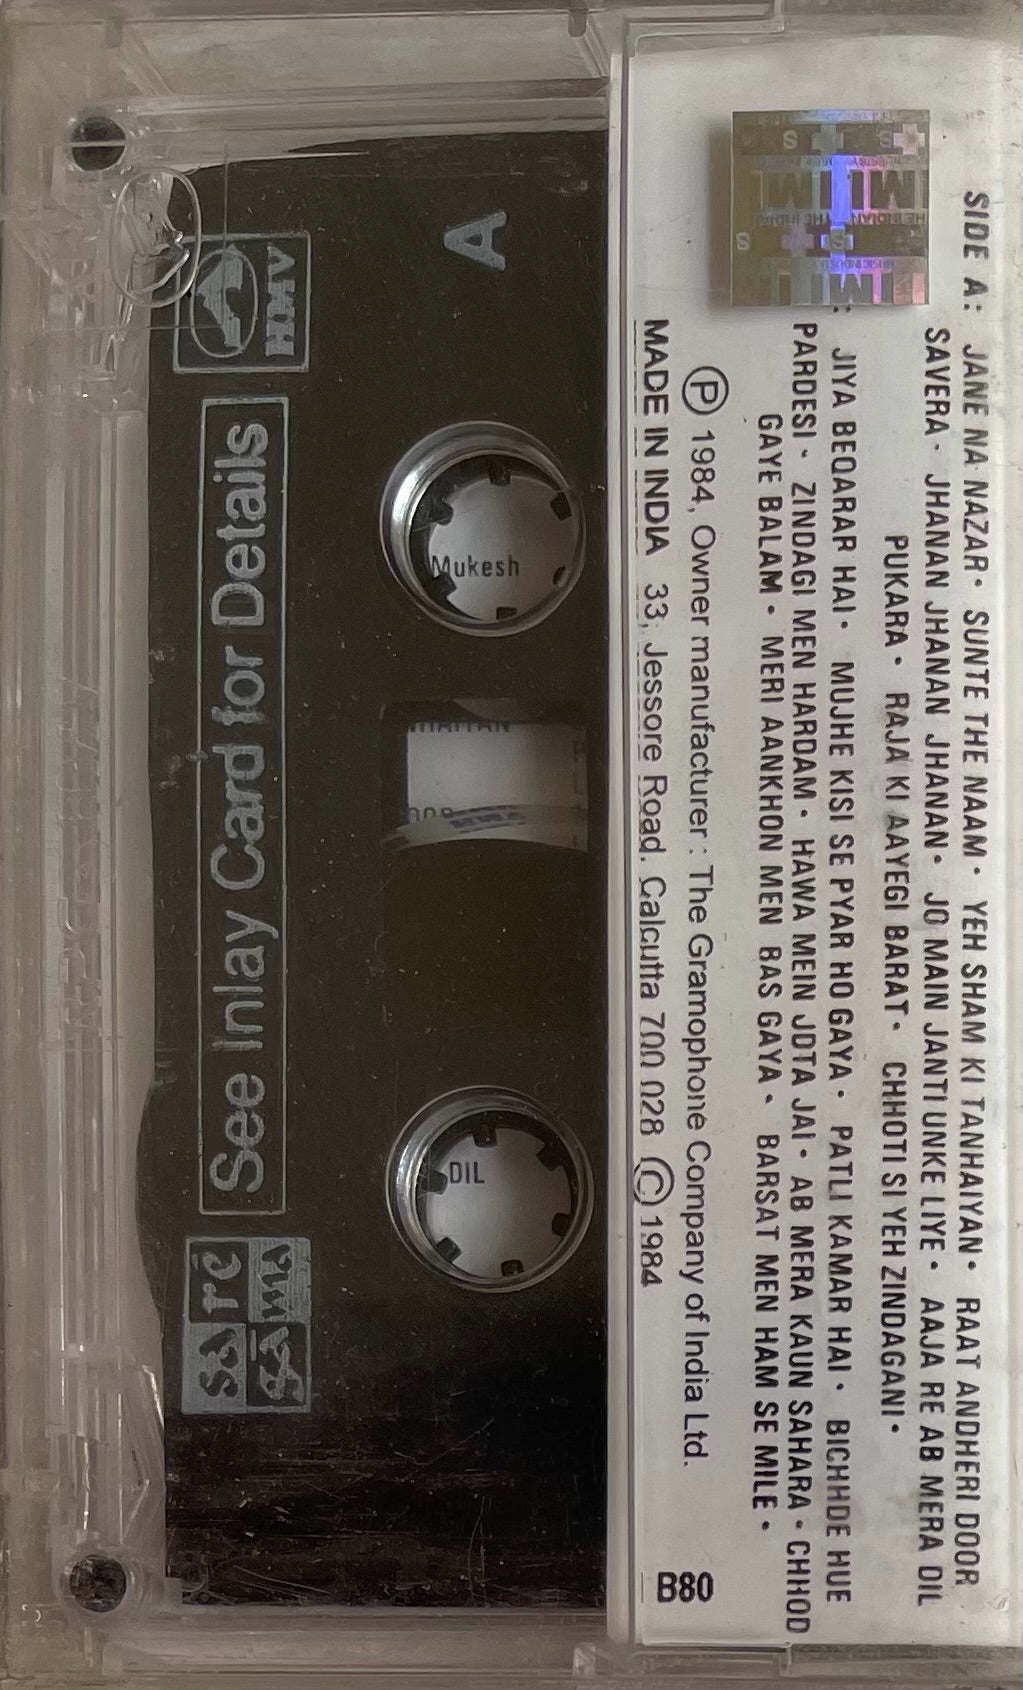 SIDE A: JANE NA NAZAR • SUNTE THE NAAM • YEH SHAM KI TANHAIYAN • RAAT ANDHERI DOOR
SAVERA • JHANAN JHANAN JHANAN • JO MAIN JANTI UNKE LIYE • AAJA RE AB MERA DIL
PUKARA • RAJA KI AAYEGI BARAT • CHHOTI SI YEH ZINDAGANI •
: JIYA BEQARAR HAI • MUJHE KISI SE PYAR HO GAYA • PATLI KAMAR HAI • BICHHDE HUE
PARDESI • ZINDAGI MEN HARDAM • HAWA MEIN JDTA JAI • AB MERA KAUN SAHARA • CHHOD
GAYE BALAM • MERI AANKHON MEN BAS GAYA • BARSAT MEN HAM SE MILE •
Ⓟ 1984, Owner manufacturer : The Gramophone Company of India Ltd.
MADE IN INDIA 33, Jessore Road, Calcutta 700 028 © 1984
B80
A
Mukesh
DIL
HMV
See Inlay Card for Details